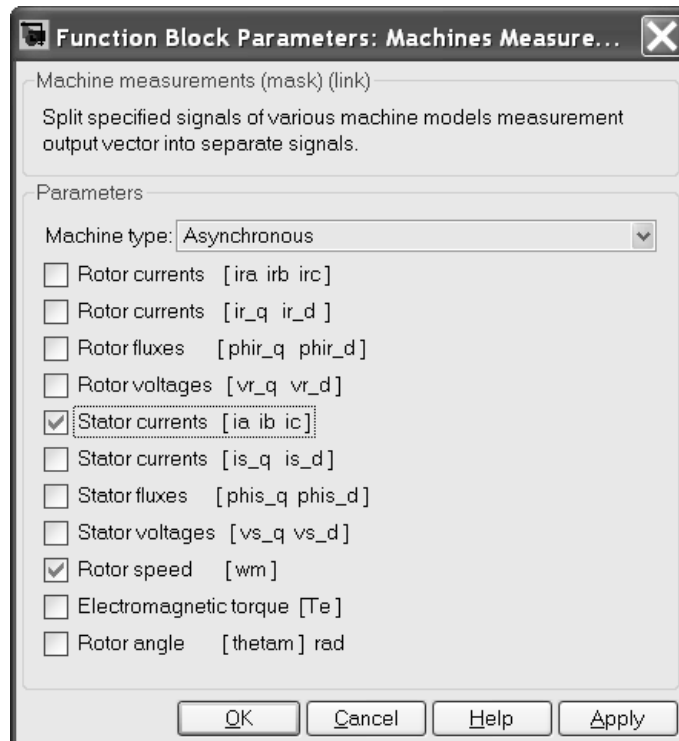 Function Block Parameters: Machines Measure...
Machine measurements (mask) (link)
Split specified signals of various machine models measurement
output vector into separate signals.
Parameters
Machine type: Asynchronous
Rotor currents [ira irb irc]
Rotor currents [ir_q ir_d ]
Rotor fluxes [phir_q phir_d]
Rotor voltages [vr_q vr_d]
Stator currents [ia ib ic]
Stator currents [is_q is_d]
Stator fluxes [phis_q phis_d]
Stator voltages [vs_q vs_d]
Rotor speed [wm]
Electromagnetic torque [Te]
Rotor angle [thetam] rad
OK Cancel Help Apply